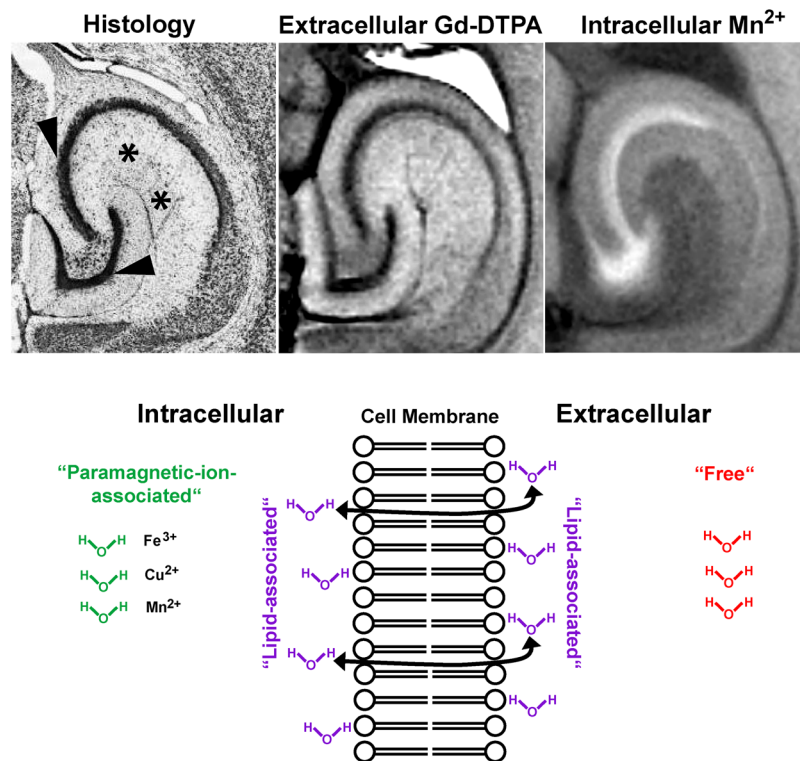 Histology
Extracellular Gd-DTPA
Intracellular Mn²⁺
*
*
Intracellular
Cell Membrane
Extracellular
“Paramagnetic-ion-
associated“
“Free“
“Lipid-associated“
“Lipid-associated“
H O H Fe³⁺
H O H Cu²⁺
H O H Mn²⁺
H O H
H O H
H O H
H O H
H O H
H O H
H O H
H O H
H O H
H O H
H O H